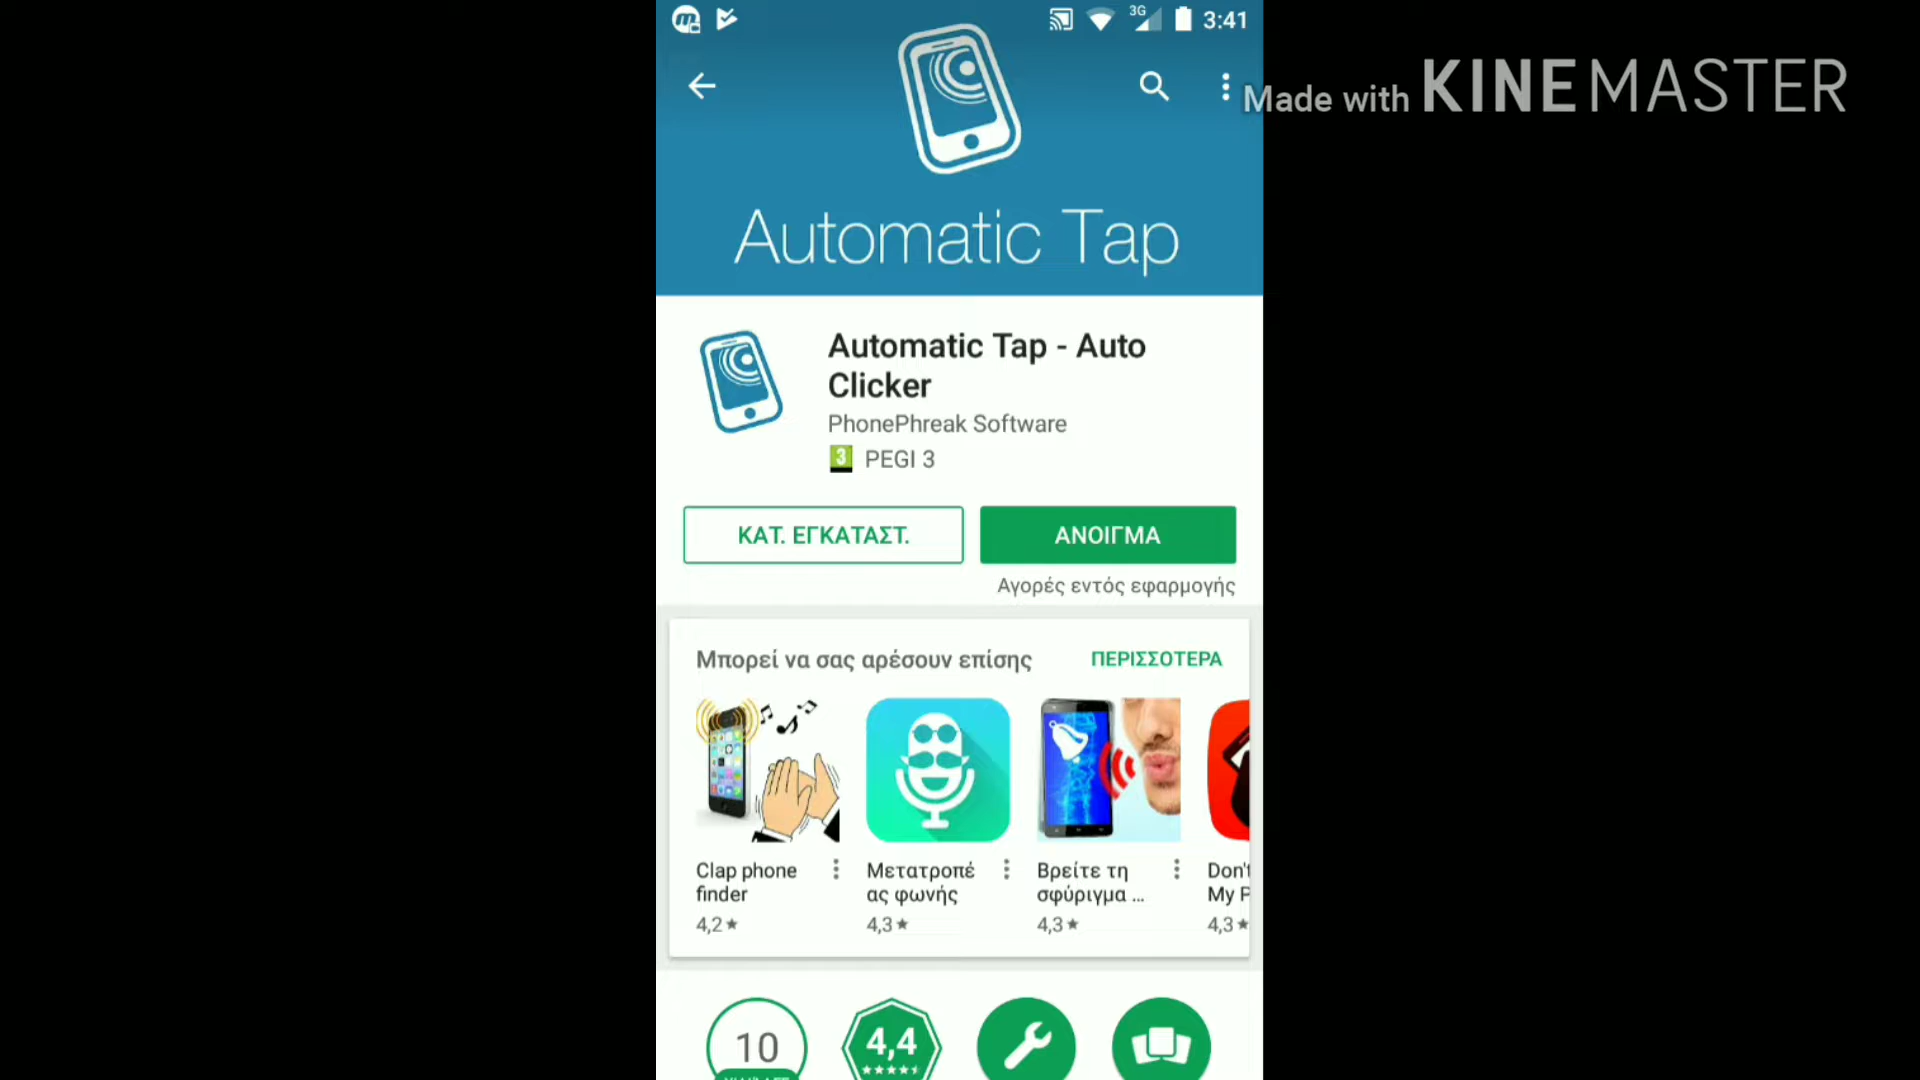 3G 3:41
Made with KINEMASTER
Automatic Tap
Automatic Tap - Auto
Clicker
PhonePhreak Software
3 PEGI 3
ΚΑΤ. ΕΓΚΑΤΑΣΤ.
ΑΝΟΙΓΜΑ
Αγορές εντός εφαρμογής
Μπορεί να σας αρέσουν επίσης
ΠΕΡΙΣΣΟΤΕΡΑ
Clap phone
finder
4,2★
Μετατροπέ
ας φωνής
4,3★
Βρείτε τη
σφύριγμα ...
4,3★
Don't
My P
4,3★
10
4,4